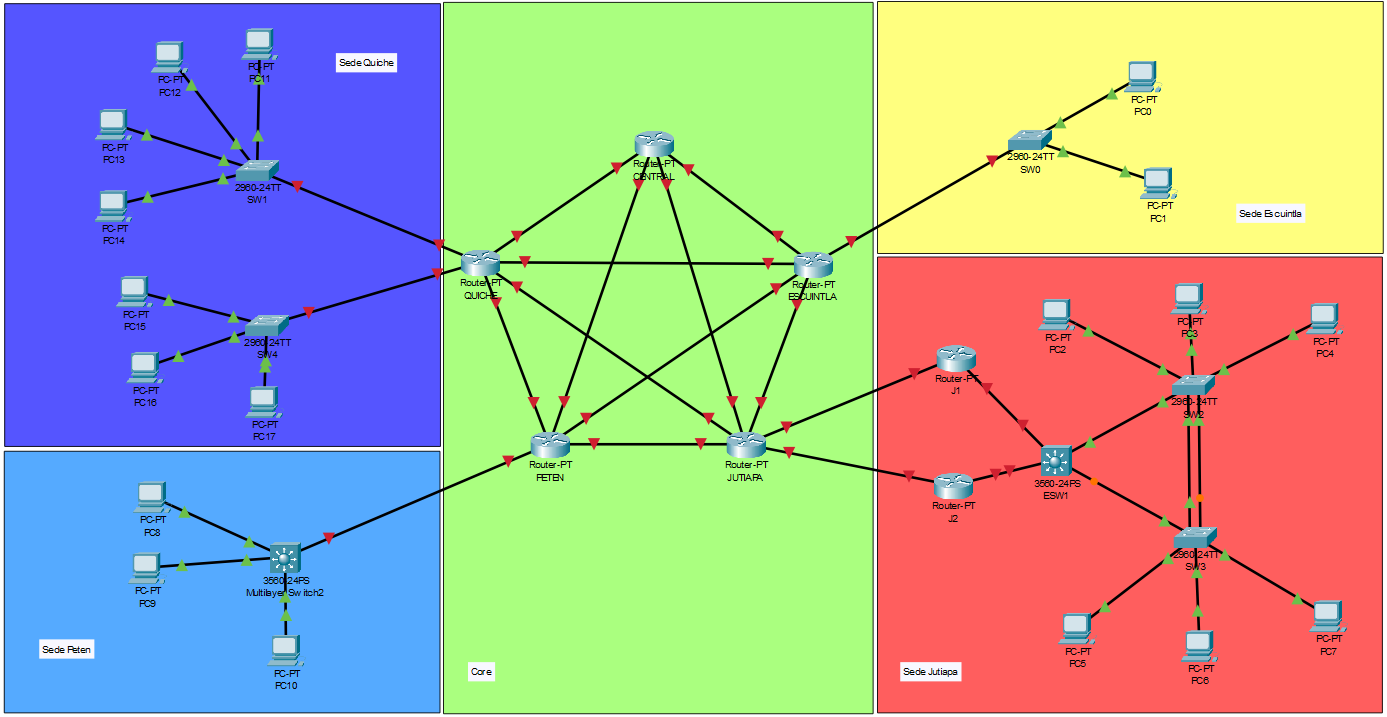 Sede Quiche
PC-PT
PC11
PC-PT
PC12
PC-PT
PC13
PC-PT
PC14
2960-24TT
SW1
PC-PT
PC15
PC-PT
PC16
PC-PT
PC17
2960-24TT
SW4
PC-PT
PC8
PC-PT
PC9
PC-PT
PC10
3560-24PS
Multilayer Switch2
Sede Peten
Router-PT
CENTRAL
Router-PT
QUICHE
Router-PT
ESCUINTLA
Router-PT
PETEN
Router-PT
JUTIAPA
Core
PC-PT
PC0
2960-24TT
SW0
PC-PT
PC1
Sede Escuintla
PC-PT
PC2
PC-PT
PC3
PC-PT
PC4
Router-PT
J1
2960-24TT
SW2
3560-24PS
ESW1
Router-PT
J2
2960-24TT
SW3
PC-PT
PC5
PC-PT
PC6
PC-PT
PC7
Sede Jutiapa